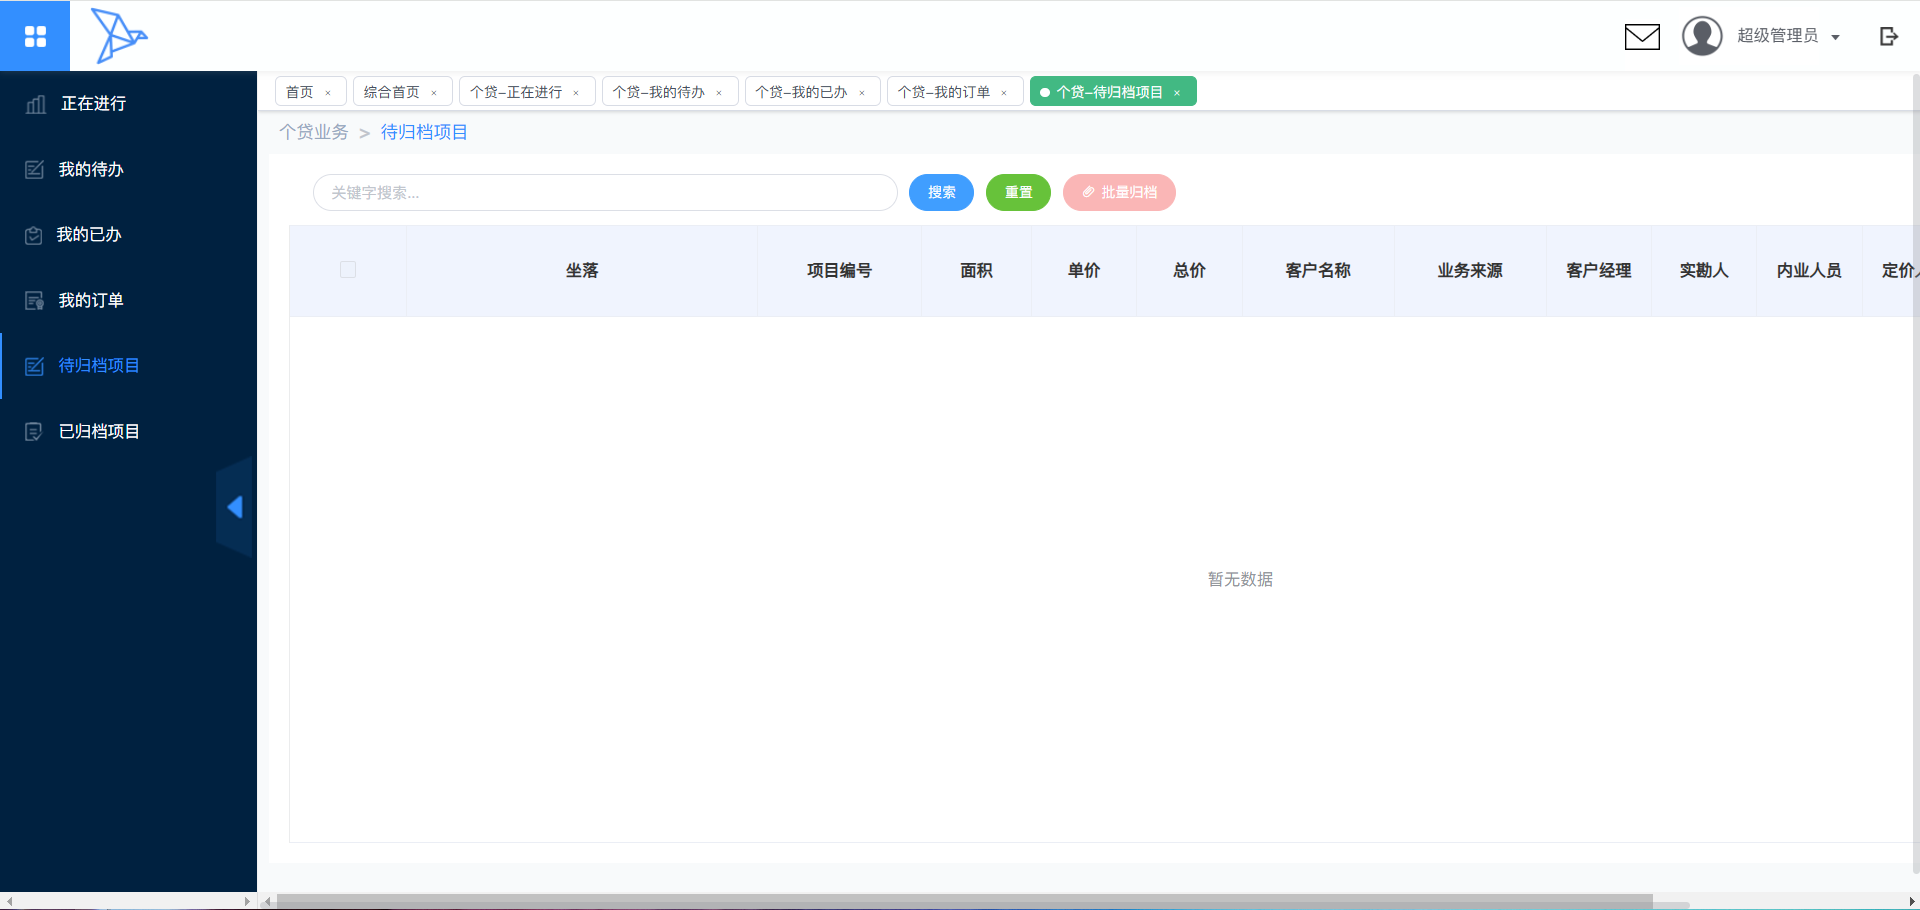 超级管理员
正在进行
我的待办
我的已办
我的订单
待归档项目
已归档项目
首页 × 综合首页 × 个贷-正在进行 × 个贷-我的待办 × 个贷-我的已办 × 个贷-我的订单 × 个贷-待归档项目 ×
个贷业务 > 待归档项目
关键字搜索... 搜索 重置 批量归档
坐落 项目编号 面积 单价 总价 客户名称 业务来源 客户经理 实勘人 内业人员 定价
暂无数据